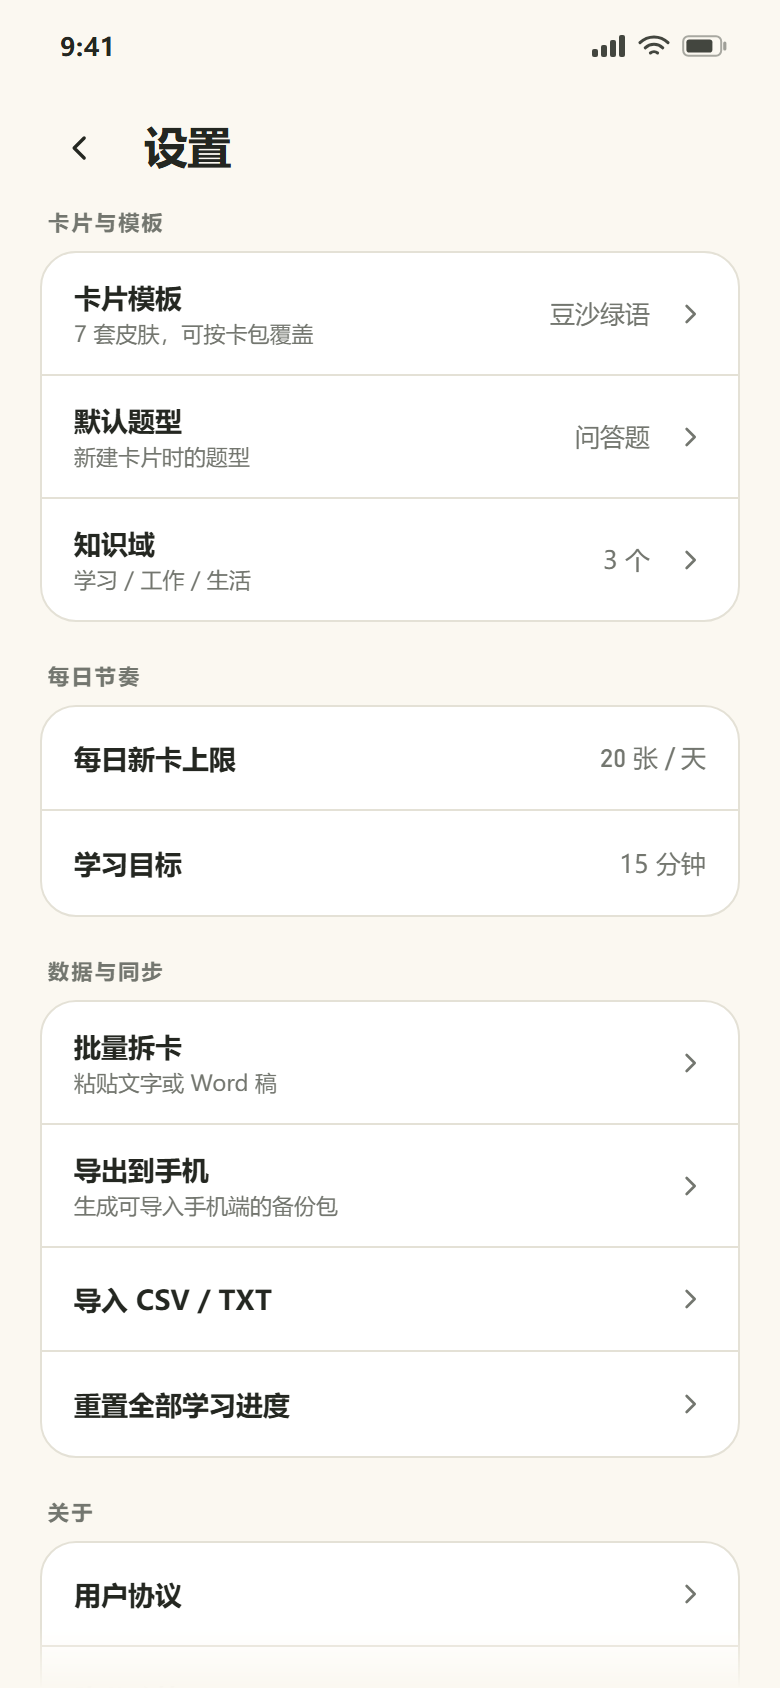 9:41
设置
卡片与模板
卡片模板
7 套皮肤，可按卡包覆盖
豆沙绿语
默认题型
新建卡片时的题型
问答题
知识域
学习 / 工作 / 生活
3 个
每日节奏
每日新卡上限
20 张 / 天
学习目标
15 分钟
数据与同步
批量拆卡
粘贴文字或 Word 稿
导出到手机
生成可导入手机端的备份包
导入 CSV / TXT
重置全部学习进度
关于
用户协议